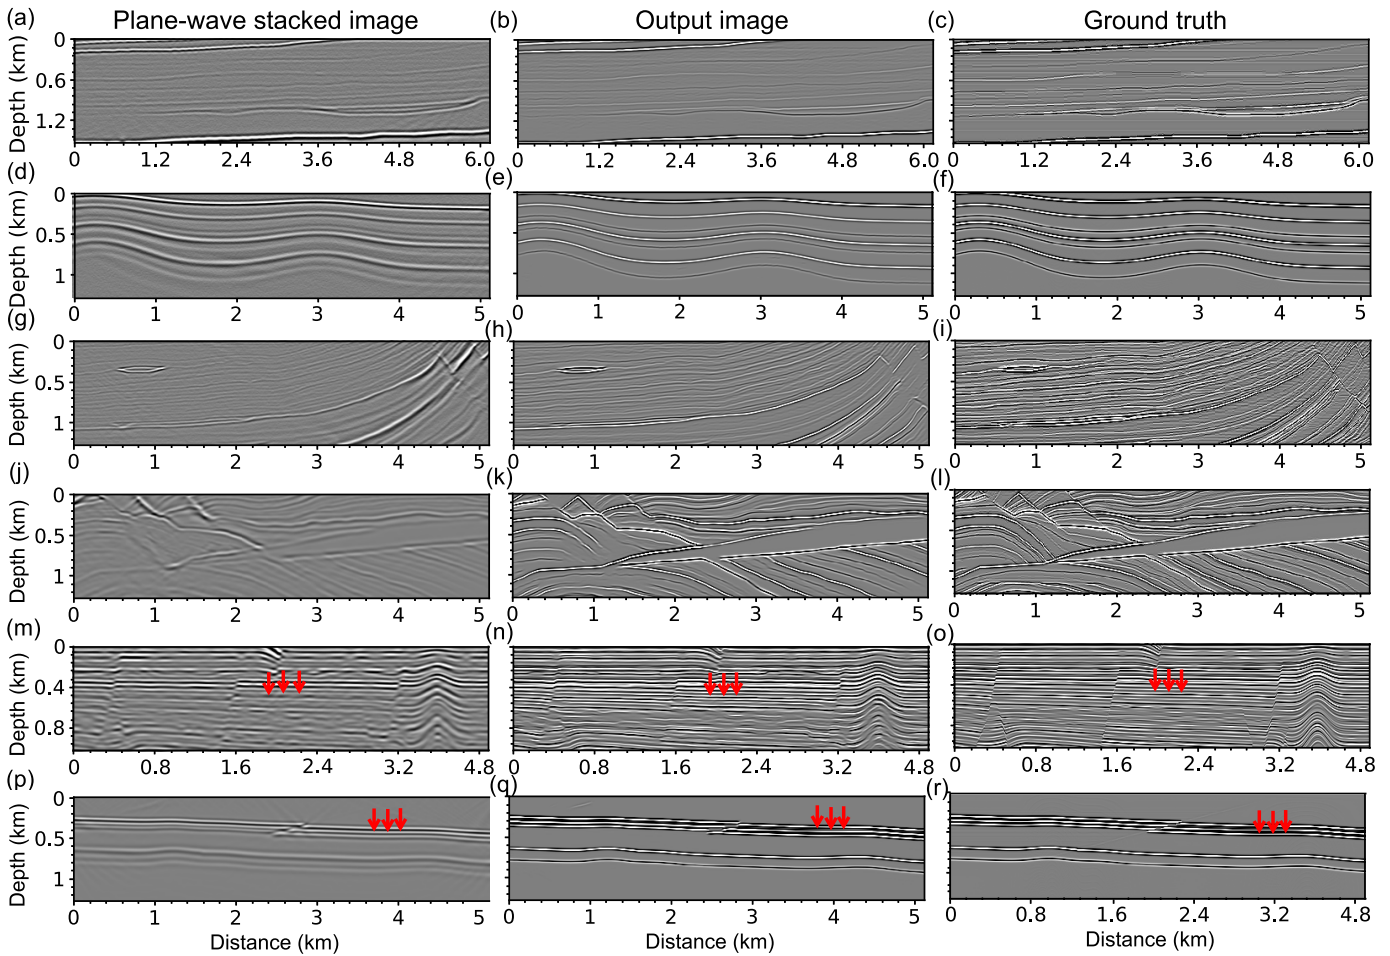 (a) Plane-wave stacked image (b) Output image (c) Ground truth
Depth (km) 0 0.6 1.2
0 1.2 2.4 3.6 4.8 6.0 0 1.2 2.4 3.6 4.8 6.0 0 1.2 2.4 3.6 4.8 6.0
(d) (e) (f)
Depth (km) 0 0.5 1
0 1 2 3 4 5 0 1 2 3 4 5 0 1 2 3 4 5
(g) (h) (i)
Depth (km) 0 0.5 1
0 1 2 3 4 5 0 1 2 3 4 5 0 1 2 3 4 5
(j) (k) (l)
Depth (km) 0 0.5 1
0 1 2 3 4 5 0 1 2 3 4 5 0 1 2 3 4 5
(m) (n) (o)
Depth (km) 0 0.4 0.8
0 0.8 1.6 2.4 3.2 4.8 0 0.8 1.6 2.4 3.2 4.8 0 0.8 1.6 2.4 3.2 4.8
(p) (q) (r)
Depth (km) 0 0.5 1
0 1 2 3 4 5 0 1 2 3 4 5 0 0.8 1.6 2.4 3.2 4.8
Distance (km) Distance (km) Distance (km)